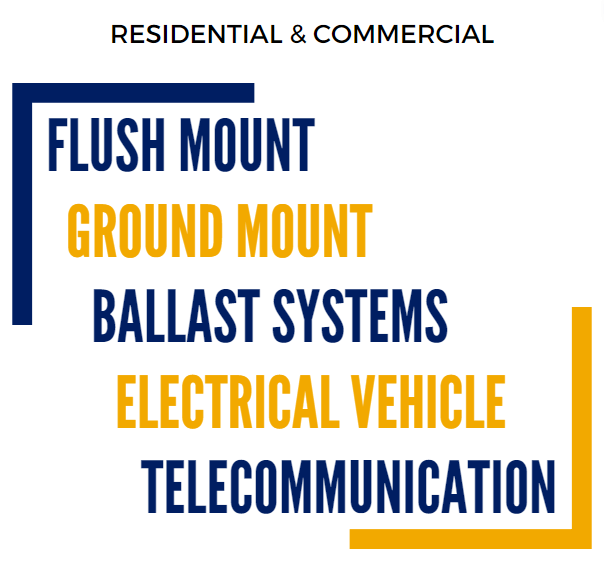 RESIDENTIAL & COMMERCIAL
FLUSH MOUNT
GROUND MOUNT
BALLAST SYSTEMS
ELECTRICAL VEHICLE
TELECOMMUNICATION